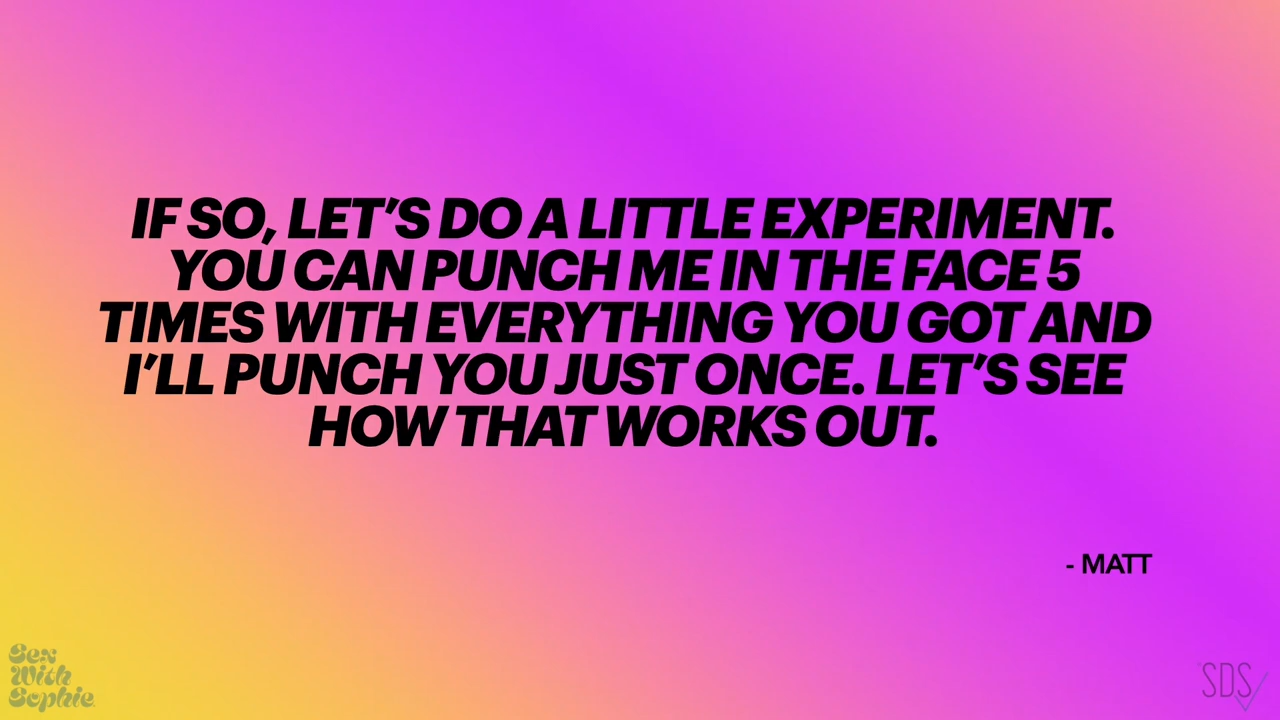 IF SO, LET'S DO A LITTLE EXPERIMENT.
YOU CAN PUNCH ME IN THE FACE 5
TIMES WITH EVERYTHING YOU GOT AND
I'LL PUNCH YOU JUST ONCE. LET'S SEE
HOW THAT WORKS OUT.
- MATT
Sex
With
Sophie
SDS